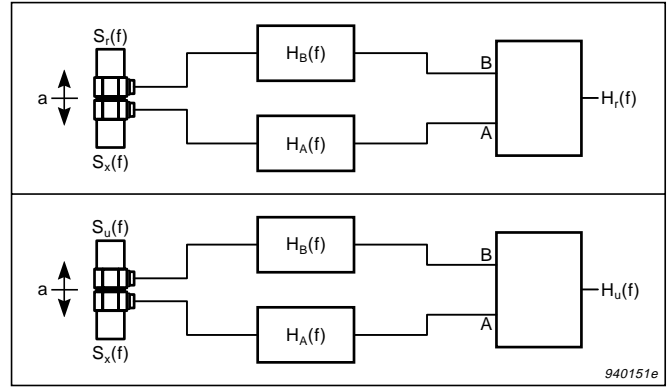 Sr(f)
HB(f)
B
a
Hr(f)
A
HA(f)
Sx(f)
Su(f)
HB(f)
B
a
Hu(f)
A
HA(f)
Sx(f)
940151e